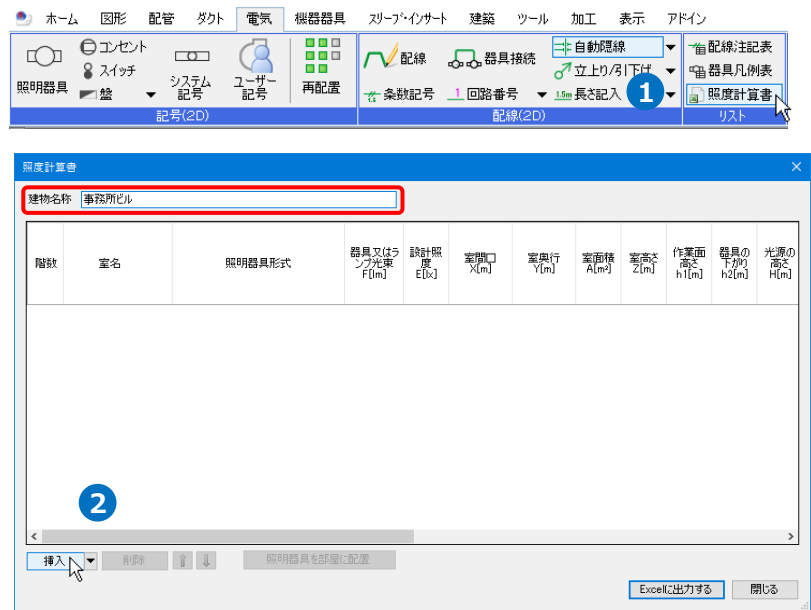 ホーム 図形 配管 ダクト 電気 機器器具 スリーブ・インサート 建築 ツール 加工 表示 アドイン
照明器具
コンセント
スイッチ
盤
システム
記号
ユーザー
記号
再配置
記号(2D)
配線
条数記号
器具接続
1 回路番号
自動隠線
立上り/引下げ
1.5m 長さ記入
配線(2D)
1
配線注記表
器具凡例表
照度計算書
リスト
照度計算書
建物名称 事務所ビル
階数
室名
照明器具形式
器具又はラ
ンプ光束
F[lm]
設計照
度
E[lx]
室間口
X[m]
室奥行
Y[m]
室面積
A[m²]
室高さ
Z[m]
作業面
高さ
h1[m]
器具の
下がり
h2[m]
光源の
高さ
H[m]
2
挿入 削除 照明器具を部屋に配置
Excelに出力する 閉じる